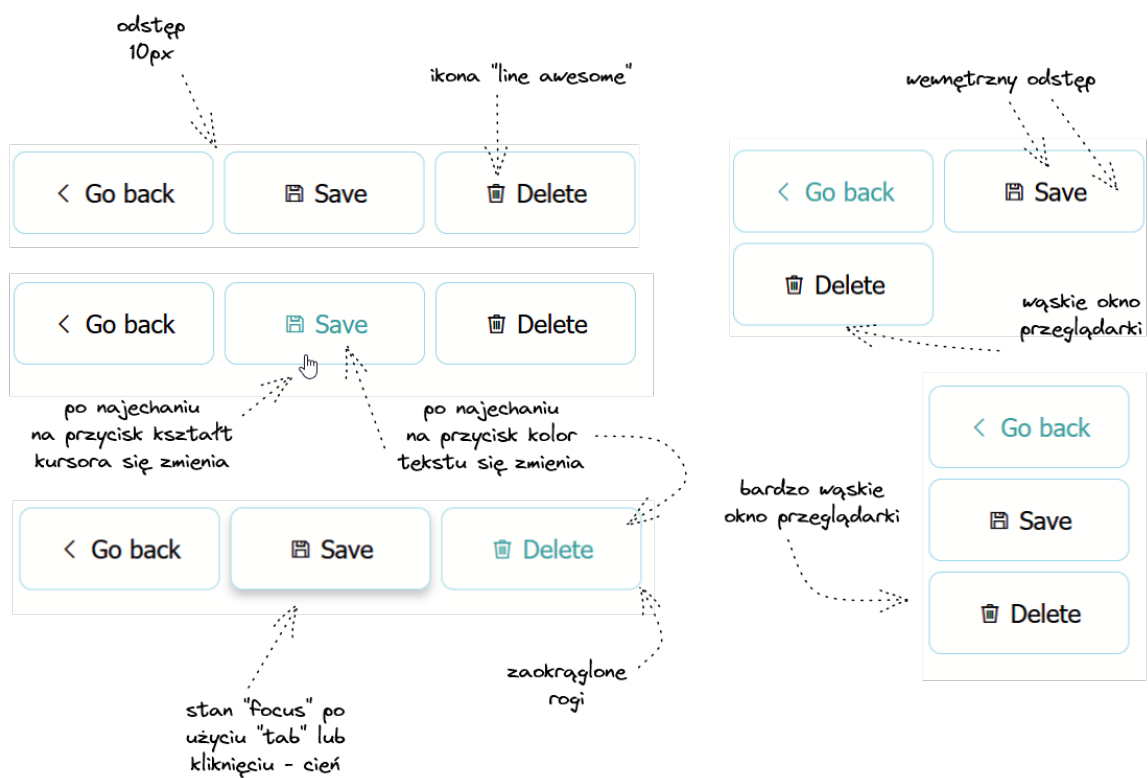 odstęp
10px
ikona "line awesome"
wewnętrzny odstęp
Go back
Save
Delete
Go back
Save
Delete
wąskie okno
przeglądarki
Go back
Save
Delete
po najechaniu
na przycisk kształt
kursora się zmienia
po najechaniu
na przycisk kolor
tekstu się zmienia
Go back
Save
Delete
bardzo wąskie
okno przeglądarki
Go back
Save
Delete
zaokrąglone
rogi
stan "focus" po
użyciu "tab" lub
kliknięciu - cień